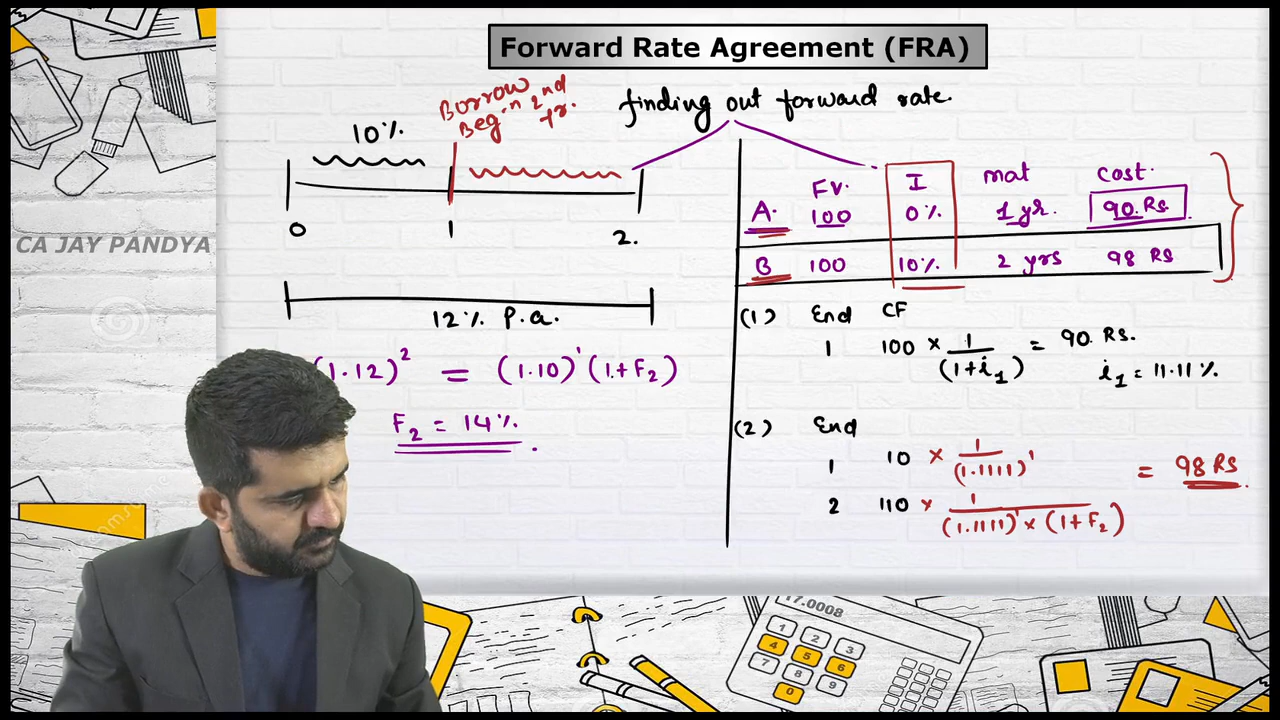 Forward Rate Agreement (FRA)
CA JAY PANDYA
Borrow
Beg in 2nd
Yr.
10%
0 1 2.
12% p.a.
(1.12)² = (1.10)¹ (1+F₂)
F₂ = 14%.
finding out forward rate.
FV. I mat cost.
A. 100 0% 1 yr. 90 Rs.
B 100 10% 2 yrs 98 Rs
(1) End CF
1 100 × 1/(1+i₁) = 90 Rs.
i₁ = 11.11%
(2) End
1 10 × 1/(1.1111)¹
= 98 Rs
2 110 × 1/((1.1111)¹ × (1+F₂))
17.0008
1 2 3
4 5 6
7 8 9
0